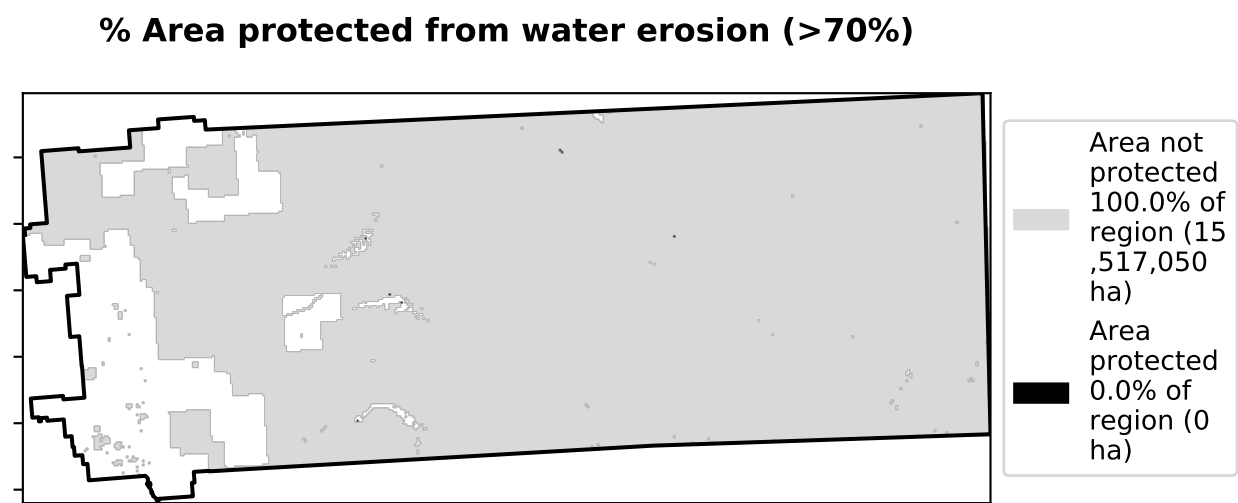 % Area protected from water erosion (>70%)
Area not
protected
100.0% of
region (15
,517,050
ha)
Area
protected
0.0% of
region (0
ha)